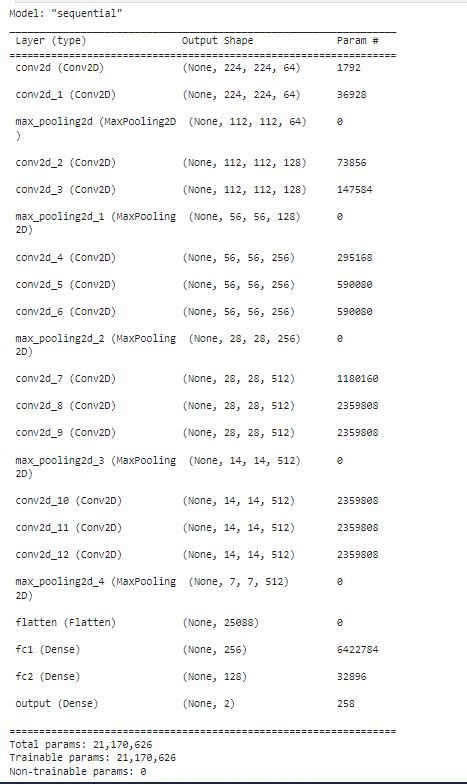 Model: "sequential"
_________________________________________________________________
Layer (type) Output Shape Param #
=================================================================
conv2d (Conv2D) (None, 224, 224, 64) 1792
conv2d_1 (Conv2D) (None, 224, 224, 64) 36928
max_pooling2d (MaxPooling2D (None, 112, 112, 64) 0
)
conv2d_2 (Conv2D) (None, 112, 112, 128) 73856
conv2d_3 (Conv2D) (None, 112, 112, 128) 147584
max_pooling2d_1 (MaxPooling (None, 56, 56, 128) 0
2D)
conv2d_4 (Conv2D) (None, 56, 56, 256) 295168
conv2d_5 (Conv2D) (None, 56, 56, 256) 590080
conv2d_6 (Conv2D) (None, 56, 56, 256) 590080
max_pooling2d_2 (MaxPooling (None, 28, 28, 256) 0
2D)
conv2d_7 (Conv2D) (None, 28, 28, 512) 1180160
conv2d_8 (Conv2D) (None, 28, 28, 512) 2359808
conv2d_9 (Conv2D) (None, 28, 28, 512) 2359808
max_pooling2d_3 (MaxPooling (None, 14, 14, 512) 0
2D)
conv2d_10 (Conv2D) (None, 14, 14, 512) 2359808
conv2d_11 (Conv2D) (None, 14, 14, 512) 2359808
conv2d_12 (Conv2D) (None, 14, 14, 512) 2359808
max_pooling2d_4 (MaxPooling (None, 7, 7, 512) 0
2D)
flatten (Flatten) (None, 25088) 0
fc1 (Dense) (None, 256) 6422784
fc2 (Dense) (None, 128) 32896
output (Dense) (None, 2) 258
=================================================================
Total params: 21,170,626
Trainable params: 21,170,626
Non-trainable params: 0